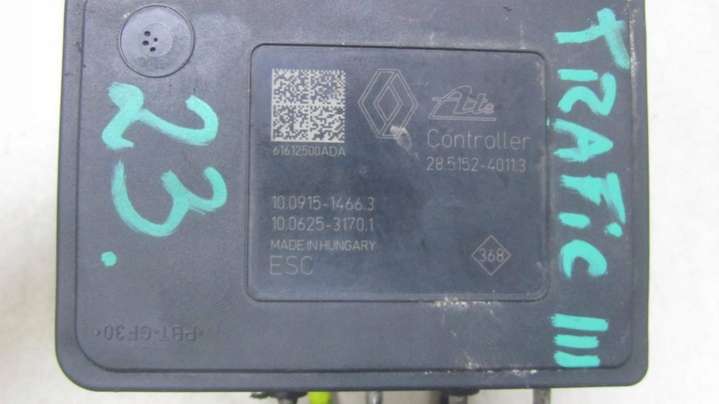 23.
Ate
Controller
28.5152-4011.3
61612500ADA
10.0915-1466.3
10.0625-3170.1
MADE IN HUNGARY
ESC
368
>PBT-GF30<
TRAFIC III